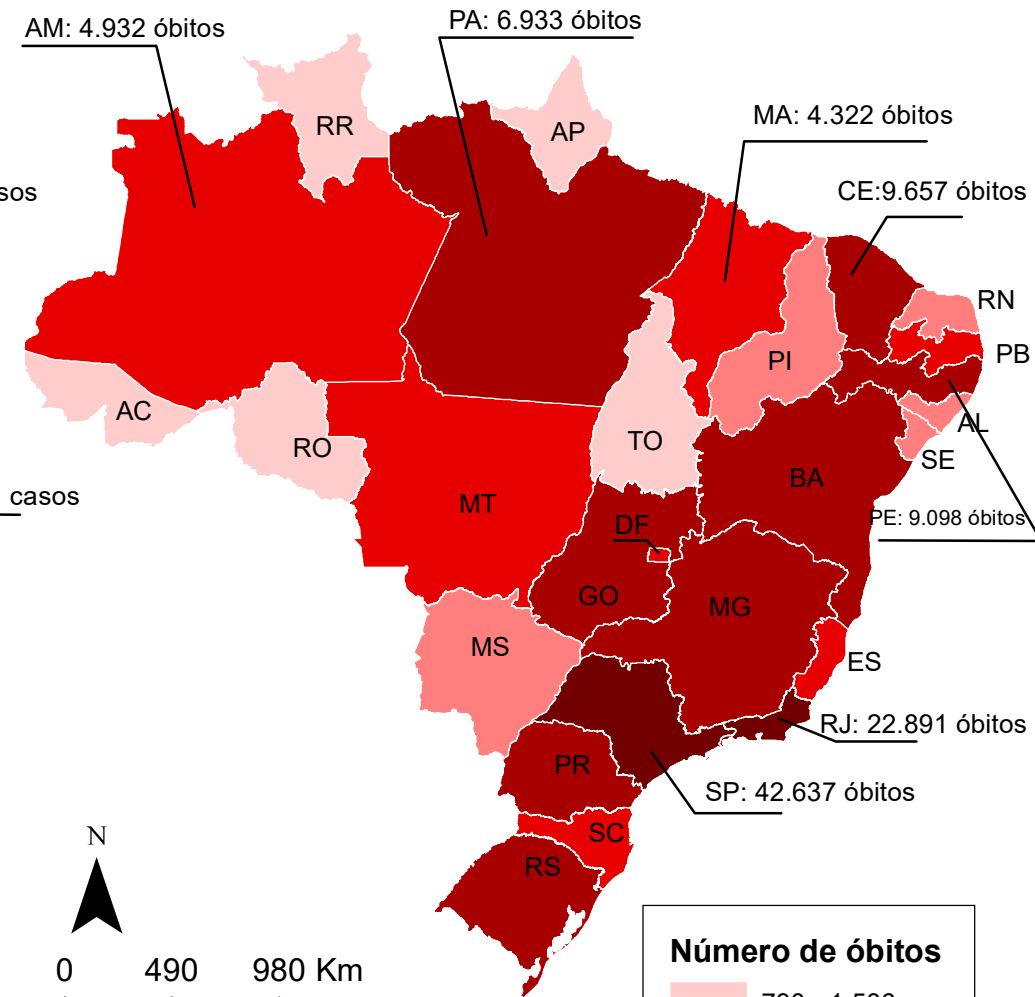 AM: 4.932 óbitos
PA: 6.933 óbitos
RR
AP
MA: 4.322 óbitos
CE:9.657 óbitos
RN
PB
PI
AC
RO
TO
AL
SE
casos
BA
MT
DF
PE: 9.098 óbitos
GO
MG
MS
ES
RJ: 22.891 óbitos
PR
SP: 42.637 óbitos
SC
N
RS
Número de óbitos
0 490 980 Km